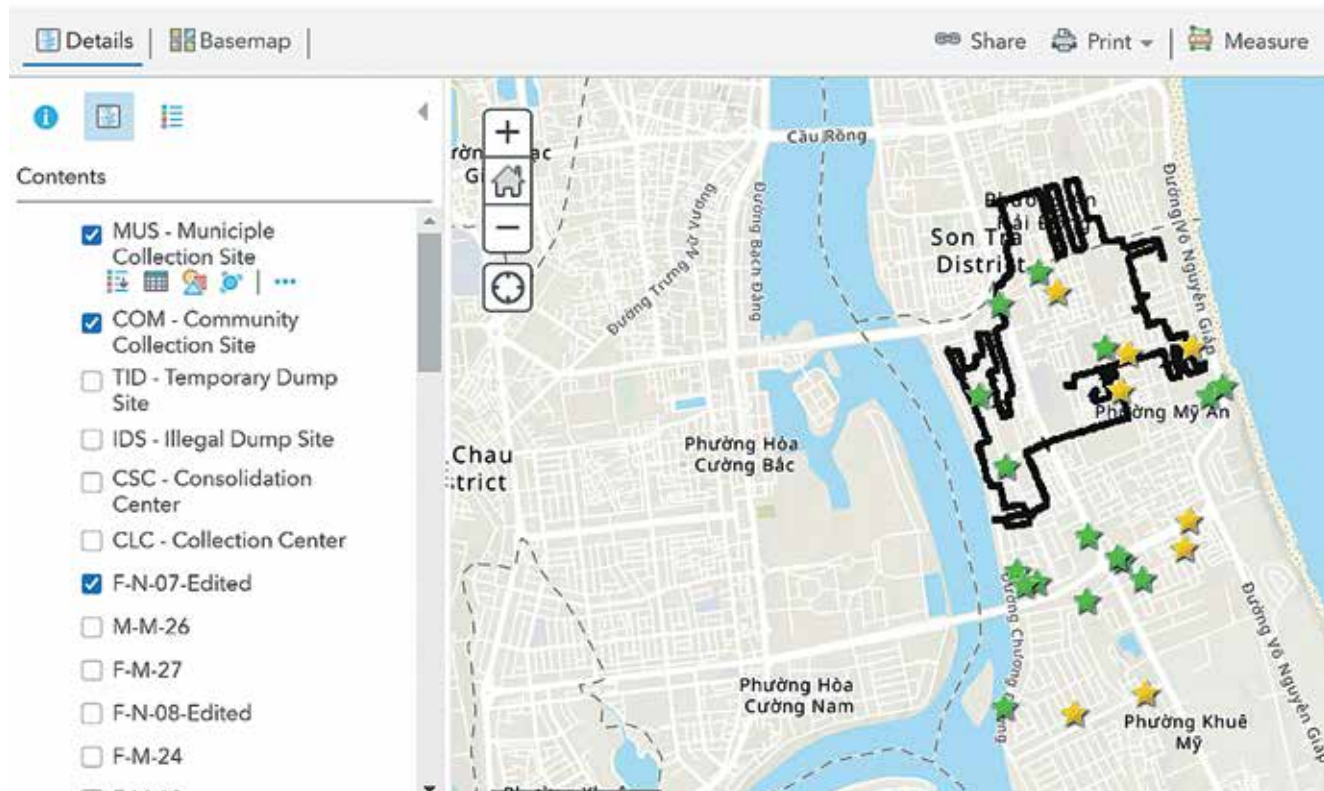 Details
Basemap
Share
Print
Measure
Contents
MUS - Municiple
Collection Site
COM - Community
Collection Site
TID - Temporary Dump
Site
IDS - Illegal Dump Site
CSC - Consolidation
Center
CLC - Collection Center
F-N-07-Edited
M-M-26
F-M-27
F-N-08-Edited
F-M-24
Cầu Rồng
Đường Trưng Nữ Vương
Đường Bạch Đằng
Đường Võ Nguyên Giáp
Son Trà
District
Phường Mỹ An
Phường Hòa
Cường Bắc
Chau
trict
Phường Hòa
Cường Nam
Phường Khuê
Mỹ
Đường Võ Nguyên Giáp